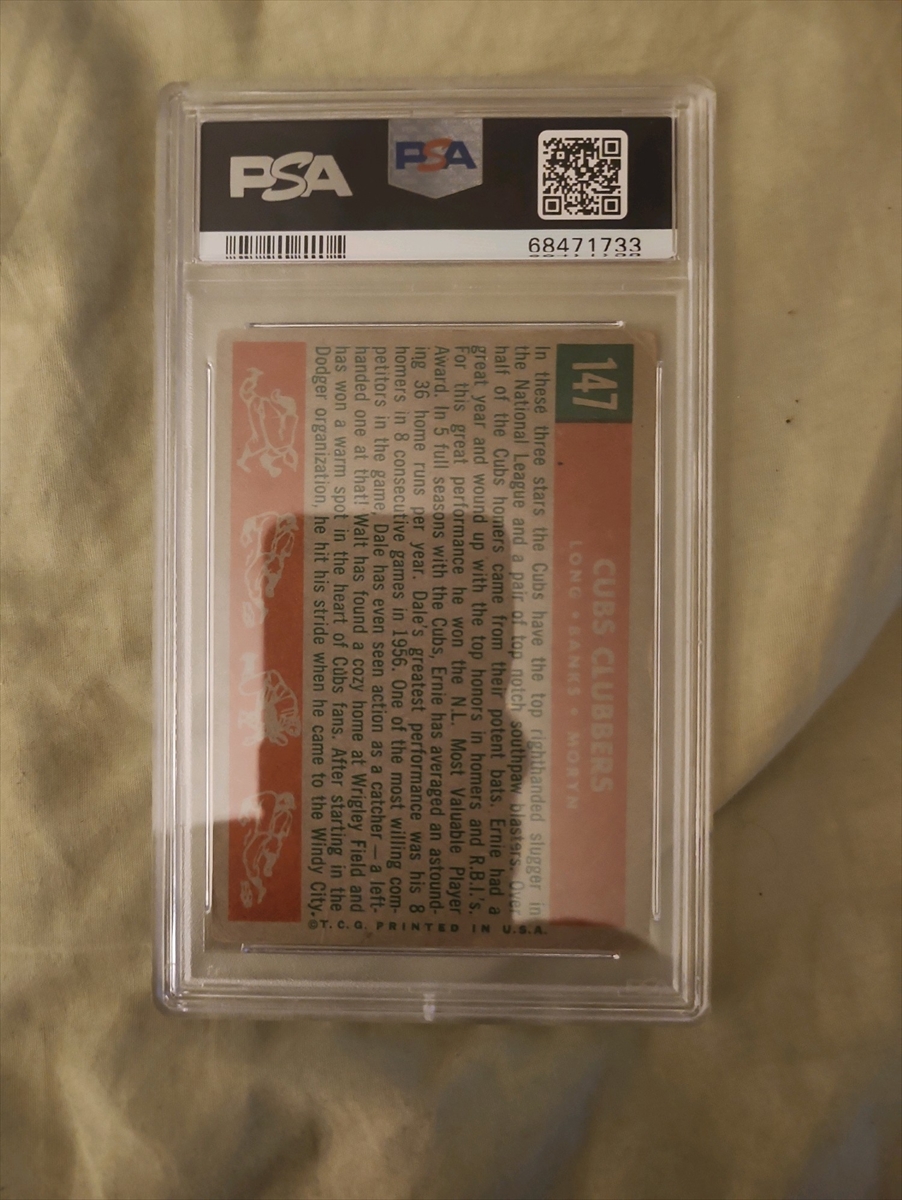 PSA
PSA
68471733
147
CUBS CLUBBERS
LONG • BANKS • MORYN
In these three stars the Cubs have the top righthanded slugger in
the National League and a pair of top notch southpaw blasters. Over
half of the Cubs homers came from their potent bats. Ernie had a
great year and wound up with the top honors in homers and R.B.I.'s.
For this great performance he won the N.L. Most Valuable Player
Award. In 5 full seasons with the Cubs, Ernie has averaged an astound-
ing 36 home runs per year. Dale's greatest performance was his 8
homers in 8 consecutive games in 1956. One of the most willing com-
petitors in the game, Dale has even seen action as a catcher — a left-
handed one at that! Walt has found a cozy home at Wrigley Field and
has won a warm spot in the heart of Cubs fans. After starting in the
Dodger organization, he hit his stride when he came to the Windy City.
©T.C.G. PRINTED IN U.S.A.